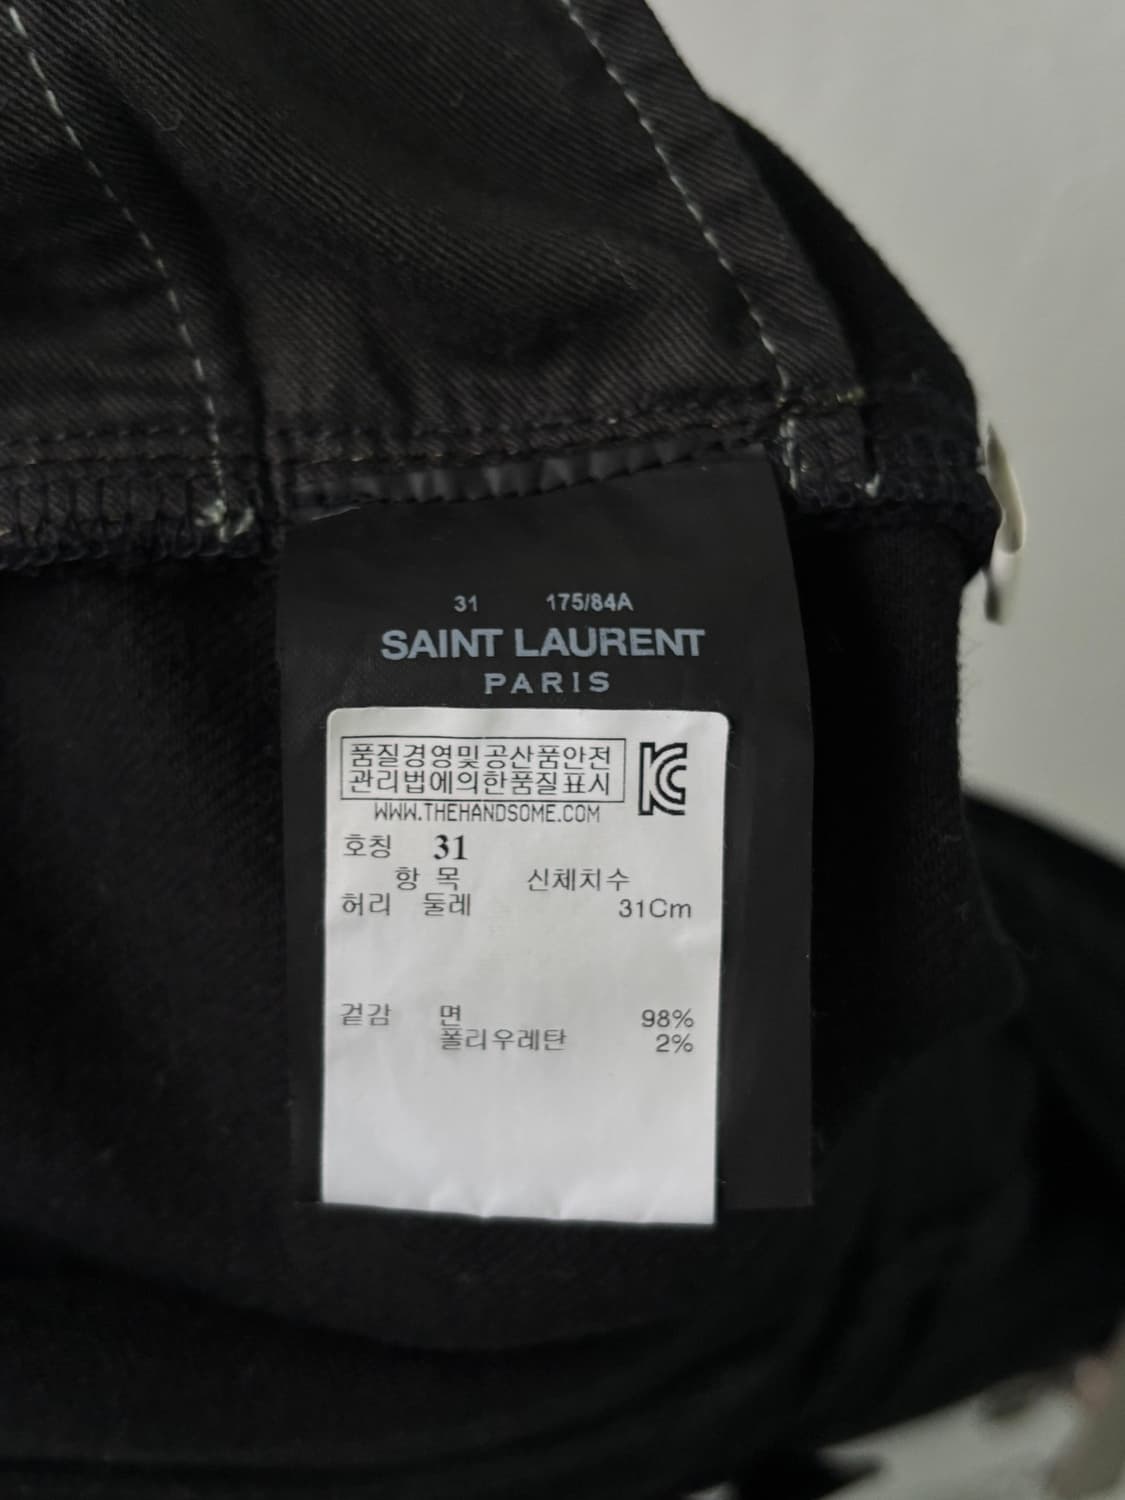 31 175/84A
SAINT LAURENT
PARIS
품질경영및공산품안전
관리법에의한품질표시
WWW.THEHANDSOME.COM
호칭 31
항 목 신체치수
허리 둘레 31Cm
겉감 면 98%
폴리우레탄 2%